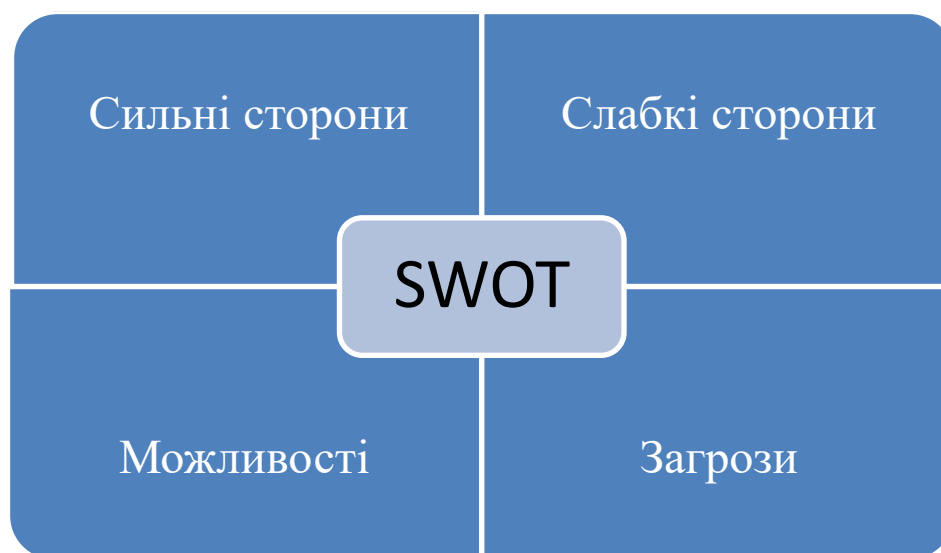 Сильні сторони
Слабкі сторони
SWOT
Можливості
Загрози